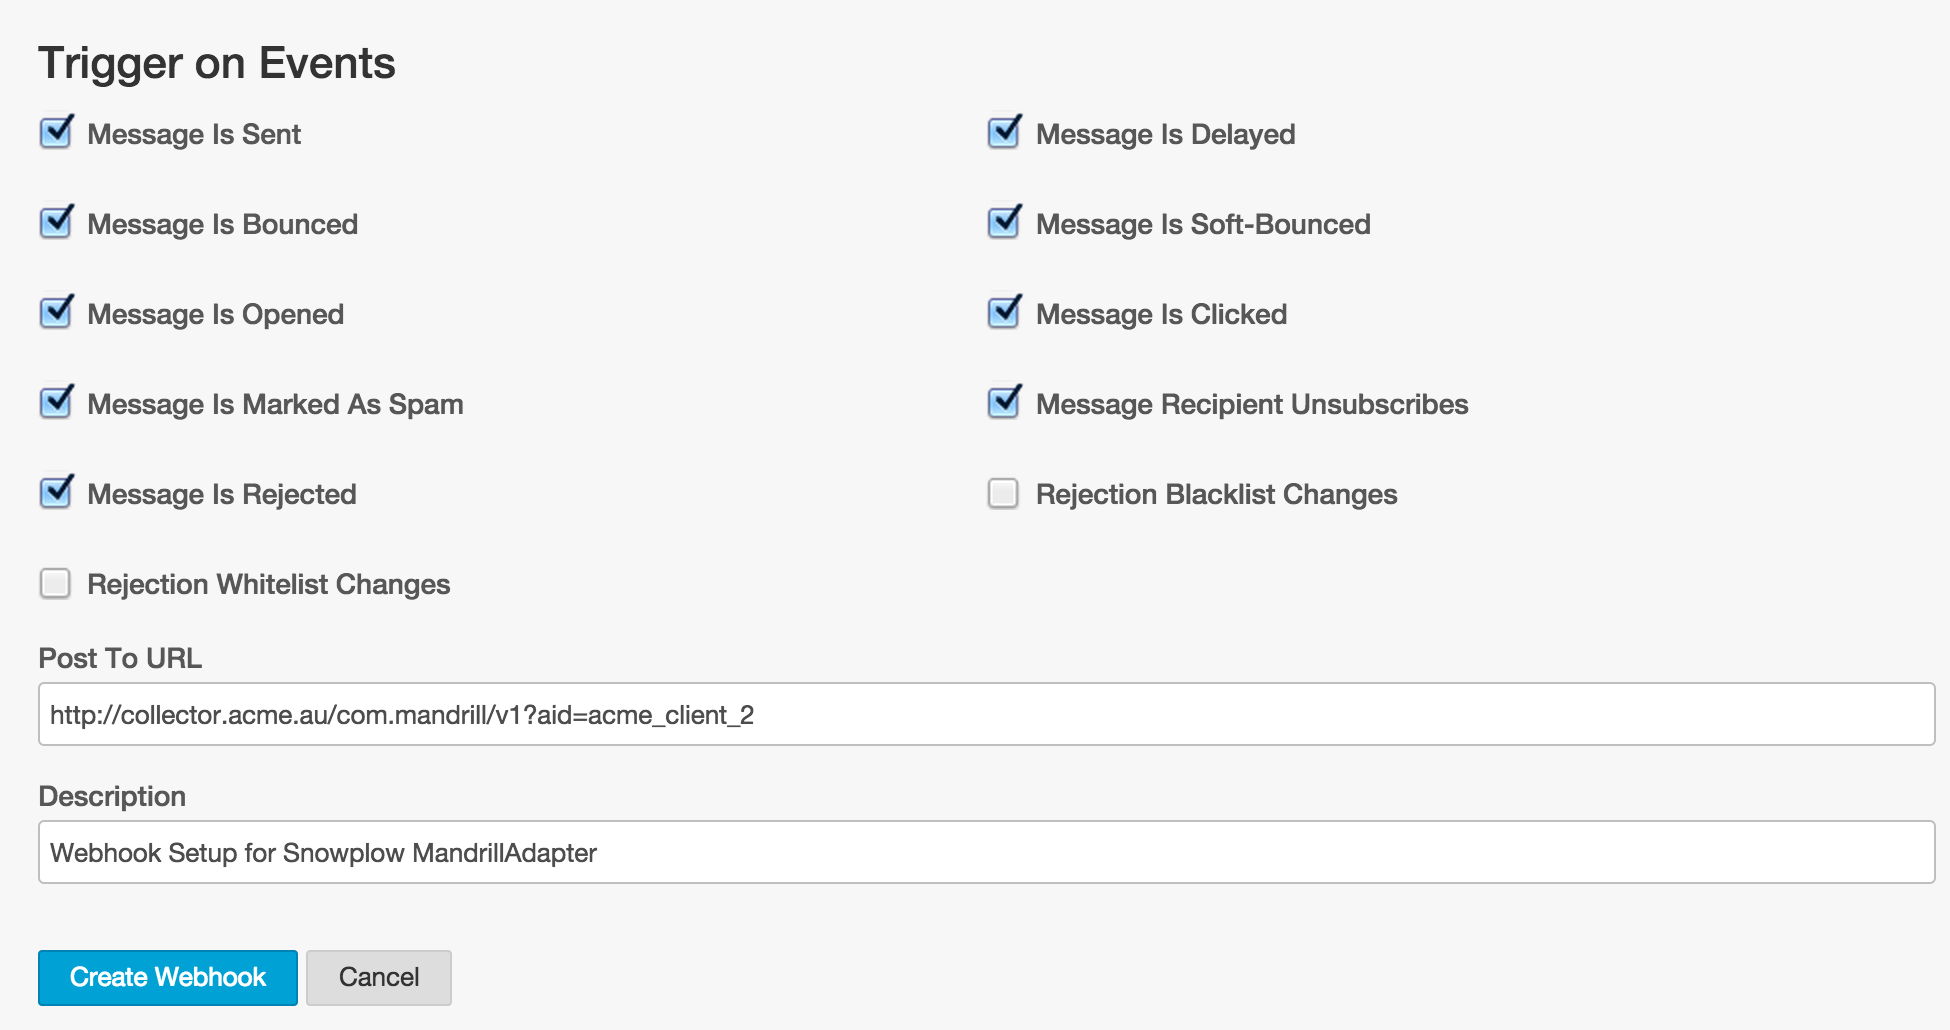 Trigger on Events
Message Is Sent
Message Is Delayed
Message Is Bounced
Message Is Soft-Bounced
Message Is Opened
Message Is Clicked
Message Is Marked As Spam
Message Recipient Unsubscribes
Message Is Rejected
Rejection Blacklist Changes
Rejection Whitelist Changes
Post To URL
http://collector.acme.au/com.mandrill/v1?aid=acme_client_2
Description
Webhook Setup for Snowplow MandrillAdapter
Create Webhook
Cancel